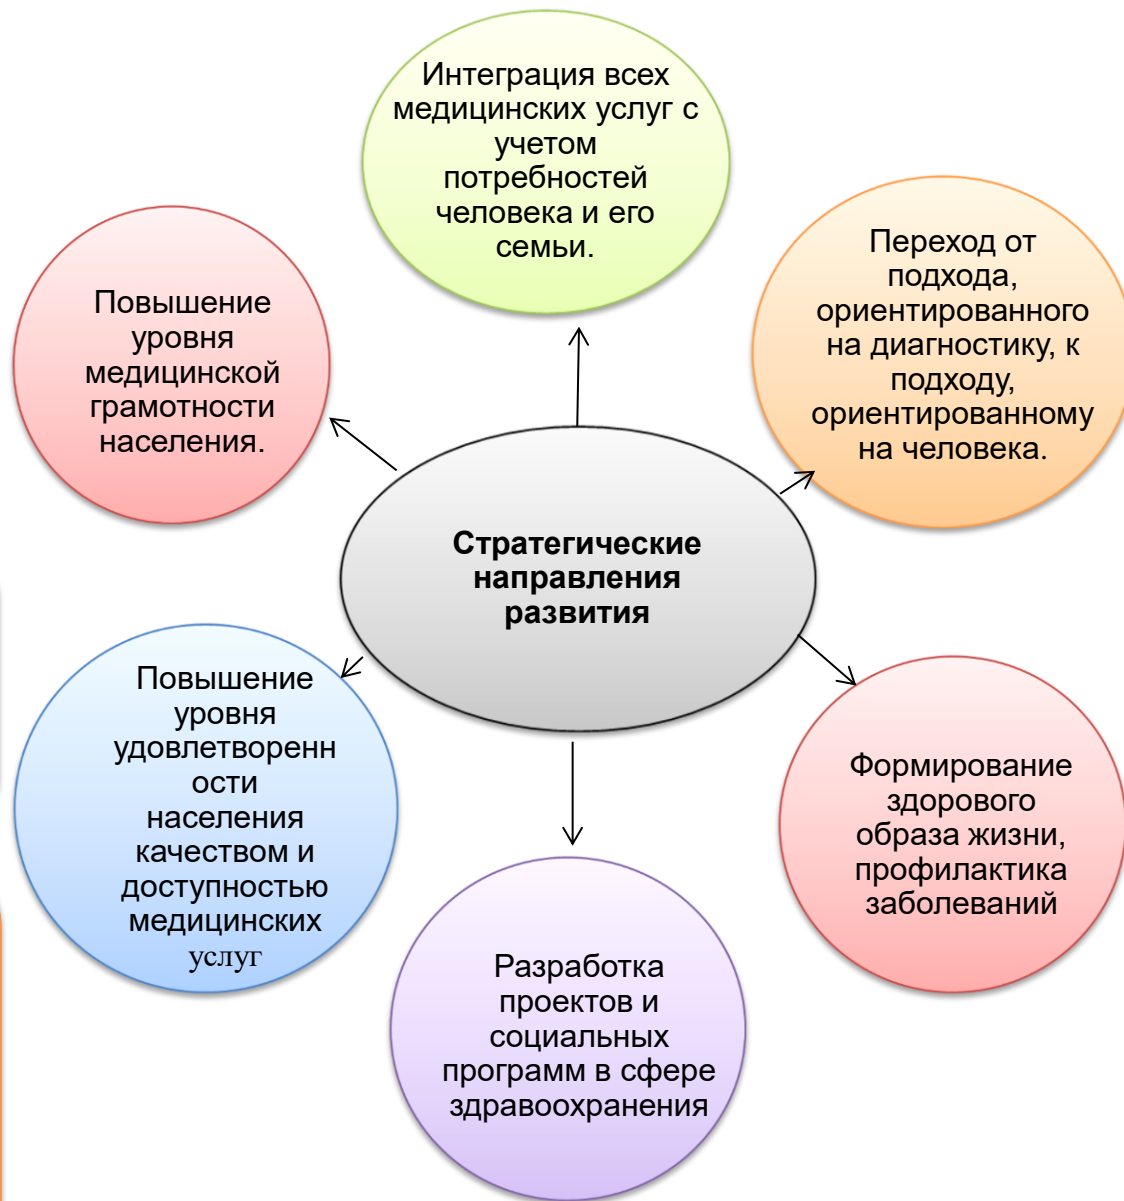 Интеграция всех
медицинских услуг с
учетом
потребностей
человека и его
семьи.
Переход от
подхода,
ориентированного
на диагностику, к
подходу,
ориентированному
на человека.
Повышение
уровня
медицинской
грамотности
населения.
Стратегические
направления
развития
Повышение
уровня
удовлетворенн
ости
населения
качеством и
доступностью
медицинских
услуг
Формирование
здорового
образа жизни,
профилактика
заболеваний
Разработка
проектов и
социальных
программ в сфере
здравоохранения